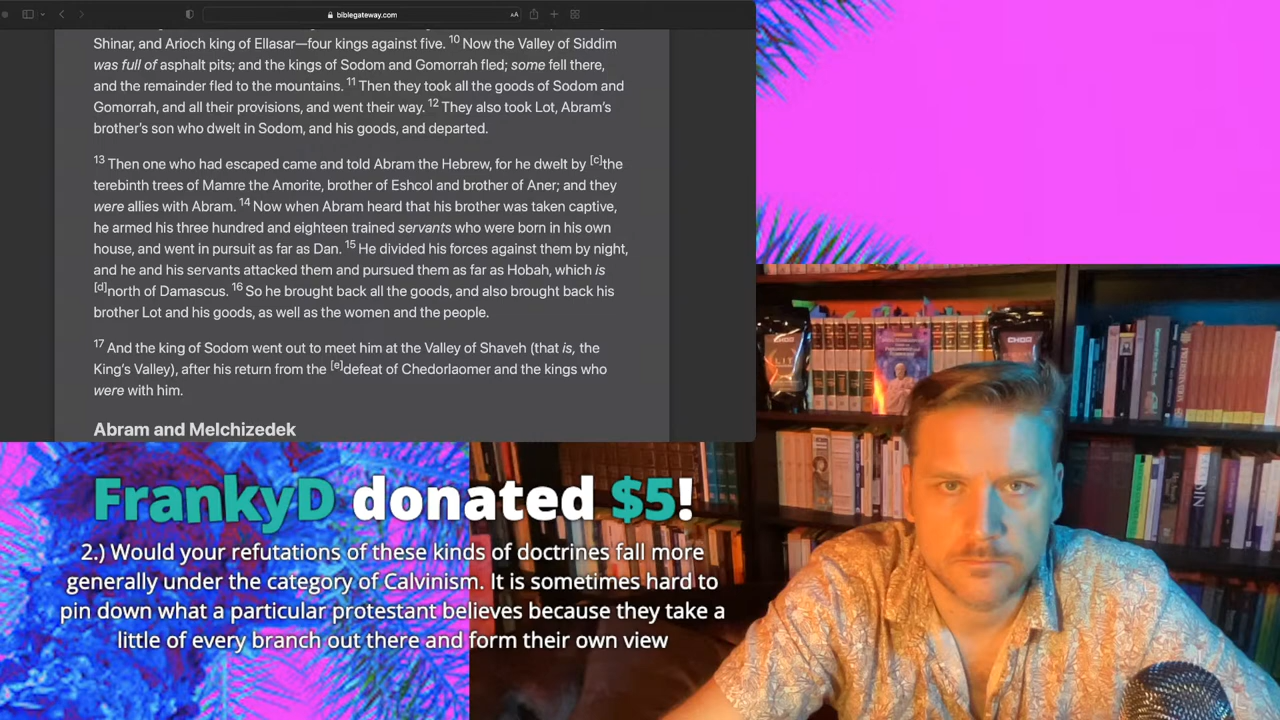 biblegateway.com
Shinar, and Arioch king of Ellasar—four kings against five. 10 Now the Valley of Siddim
was full of asphalt pits; and the kings of Sodom and Gomorrah fled; some fell there,
and the remainder fled to the mountains. 11 Then they took all the goods of Sodom and
Gomorrah, and all their provisions, and went their way. 12 They also took Lot, Abram's
brother's son who dwelt in Sodom, and his goods, and departed.
13 Then one who had escaped came and told Abram the Hebrew, for he dwelt by [c]the
terebinth trees of Mamre the Amorite, brother of Eshcol and brother of Aner; and they
were allies with Abram. 14 Now when Abram heard that his brother was taken captive,
he armed his three hundred and eighteen trained servants who were born in his own
house, and went in pursuit as far as Dan. 15 He divided his forces against them by night,
and he and his servants attacked them and pursued them as far as Hobah, which is
[d]north of Damascus. 16 So he brought back all the goods, and also brought back his
brother Lot and his goods, as well as the women and the people.
17 And the king of Sodom went out to meet him at the Valley of Shaveh (that is, the
King's Valley), after his return from the [e]defeat of Chedorlaomer and the kings who
were with him.
Abram and Melchizedek
FrankyD donated $5!
2.) Would your refutations of these kinds of doctrines fall more
generally under the category of Calvinism. It is sometimes hard to
pin down what a particular protestant believes because they take a
little of every branch out there and form their own view
CHOQ